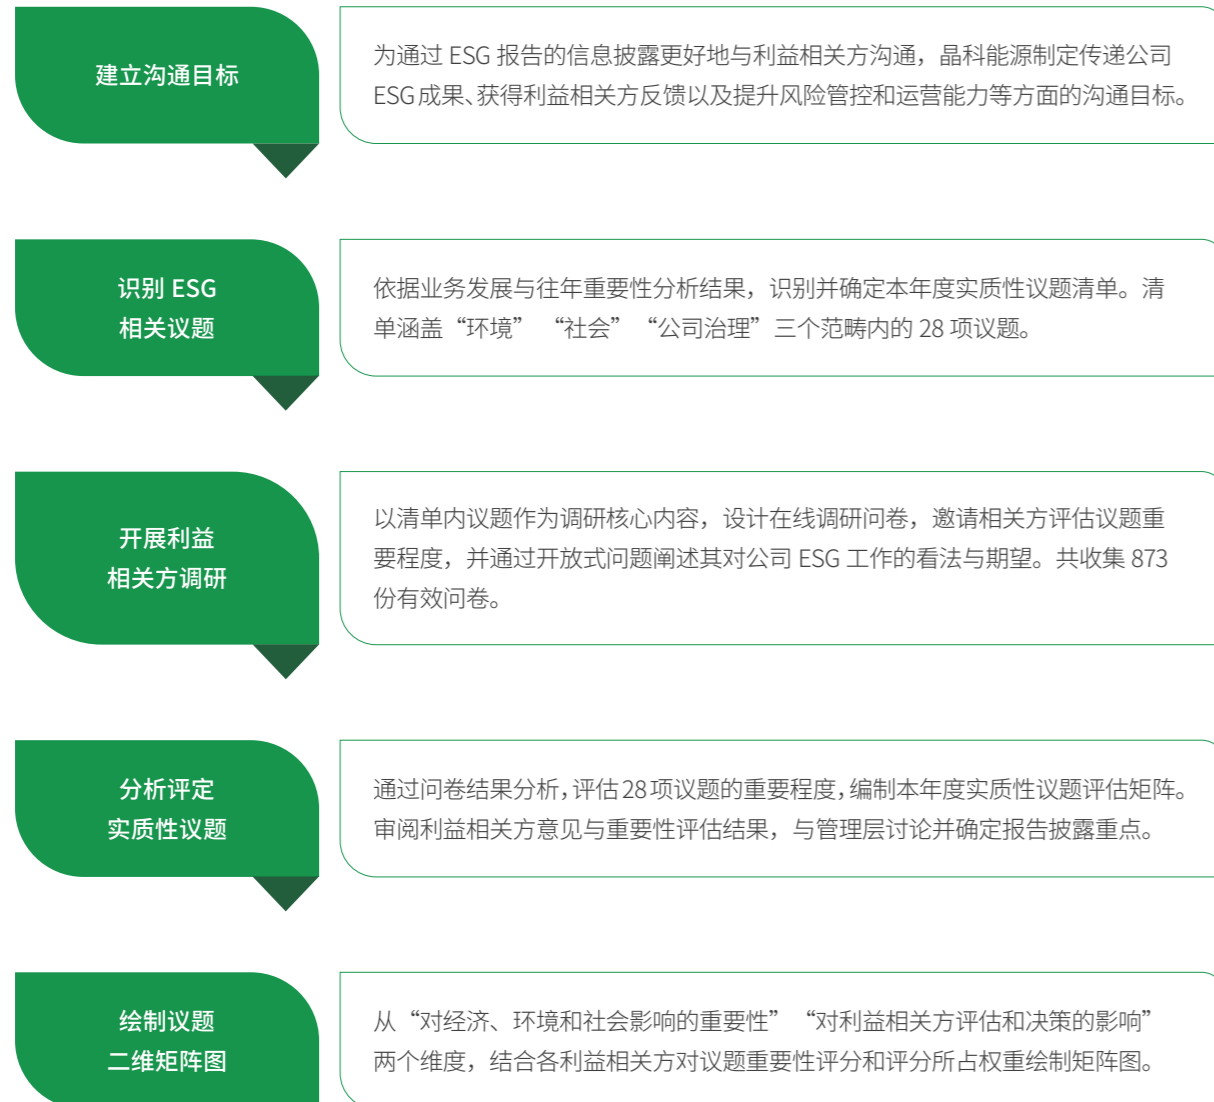 建立沟通目标
为通过 ESG 报告的信息披露更好地与利益相关方沟通，晶科能源制定传递公司
ESG成果、获得利益相关方反馈以及提升风险管控和运营能力等方面的沟通目标。
识别 ESG
相关议题
依据业务发展与往年重要性分析结果，识别并确定本年度实质性议题清单。清
单涵盖“环境”“社会”“公司治理”三个范畴内的 28 项议题。
开展利益
相关方调研
以清单内议题作为调研核心内容，设计在线调研问卷，邀请相关方评估议题重
要程度，并通过开放式问题阐述其对公司 ESG 工作的看法与期望。共收集 873
份有效问卷。
分析评定
实质性议题
通过问卷结果分析，评估28项议题的重要程度，编制本年度实质性议题评估矩阵。
审阅利益相关方意见与重要性评估结果，与管理层讨论并确定报告披露重点。
绘制议题
二维矩阵图
从“对经济、环境和社会影响的重要性”“对利益相关方评估和决策的影响”
两个维度，结合各利益相关方对议题重要性评分和评分所占权重绘制矩阵图。